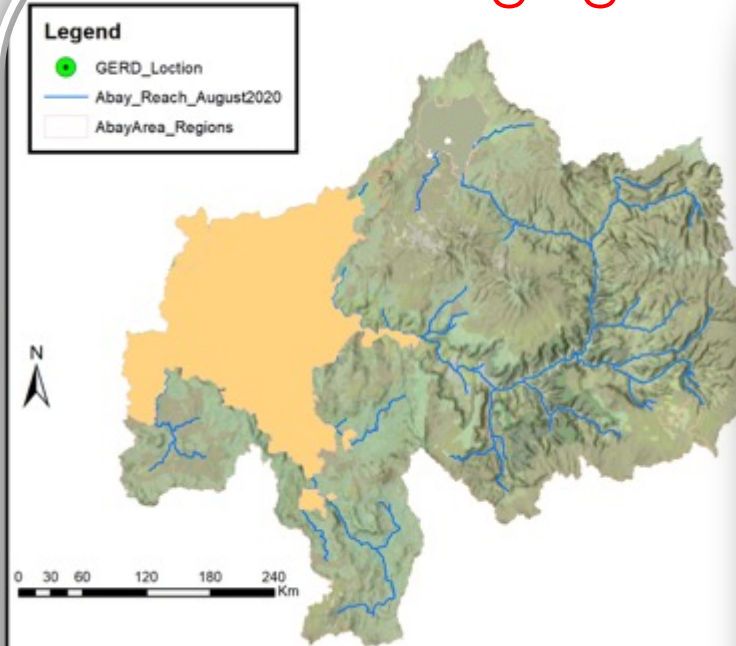 Legend
GERD_Loction
Abay_Reach_August2020
AbayArea_Regions
N
0 30 60 120 180 240
Km